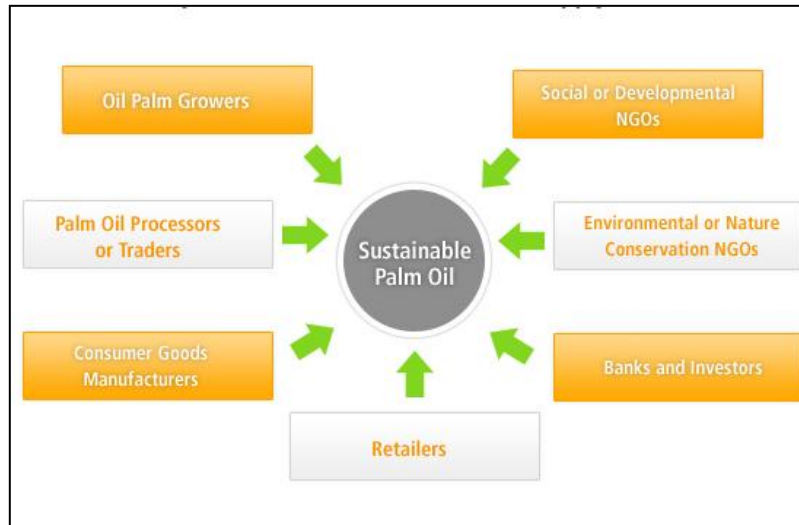 Oil Palm Growers
Social or Developmental
NGOs
Palm Oil Processors
or Traders
Sustainable
Palm Oil
Environmental or Nature
Conservation NGOs
Consumer Goods
Manufacturers
Banks and Investors
Retailers